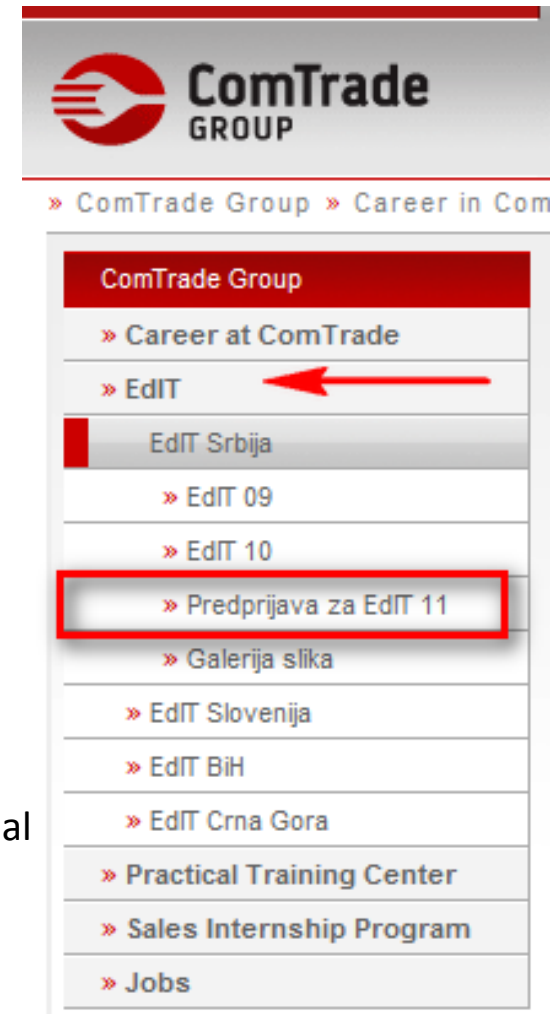 ComTrade
GROUP
» ComTrade Group » Career in Com
ComTrade Group
» Career at ComTrade
» EdIT
EdIT Srbija
» EdIT 09
» EdIT 10
» Predprijava za EdIT 11
» Galerija slika
» EdIT Slovenija
» EdIT BiH
al
» EdIT Crna Gora
» Practical Training Center
» Sales Internship Program
» Jobs